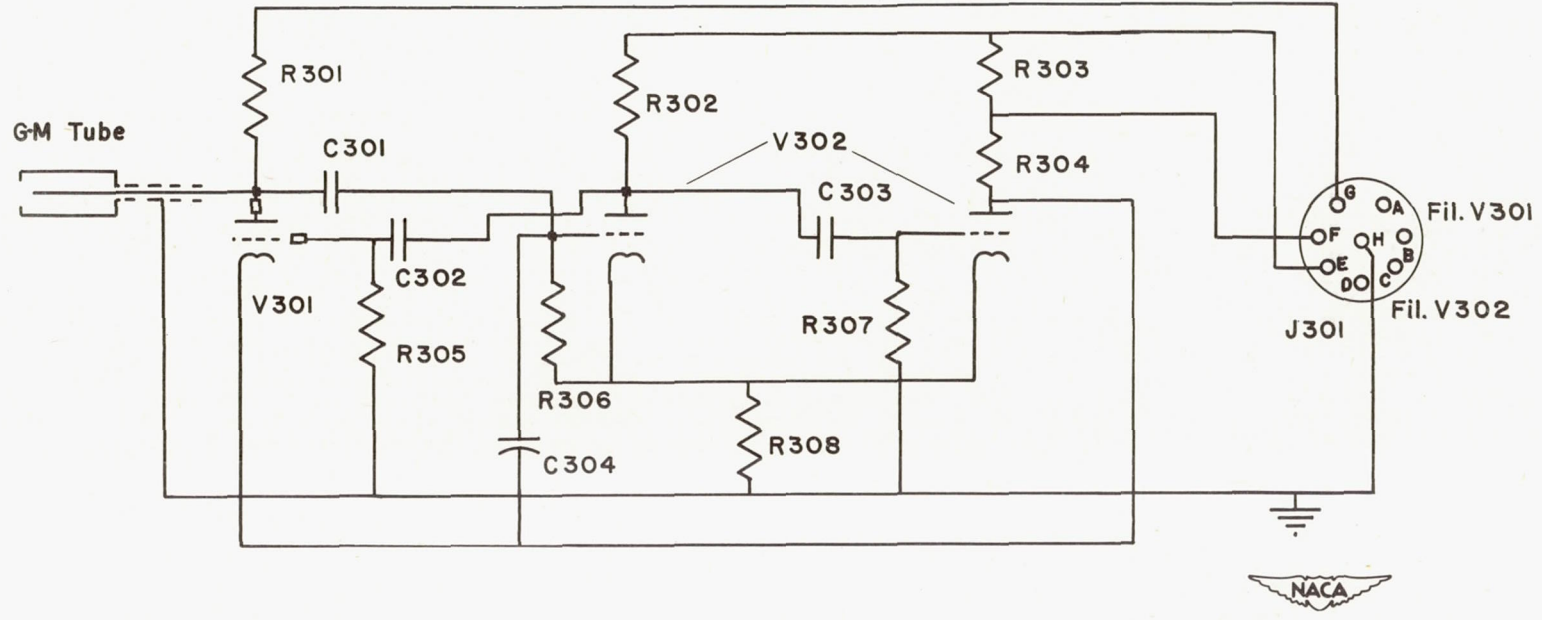 R301
R303
R302
G-M Tube
C301
V302
R304
C303
G
A
Fil. V301
F
H
B
E
C
D
C302
V301
Fil. V302
J301
R307
R305
R306
R308
C304
NACA